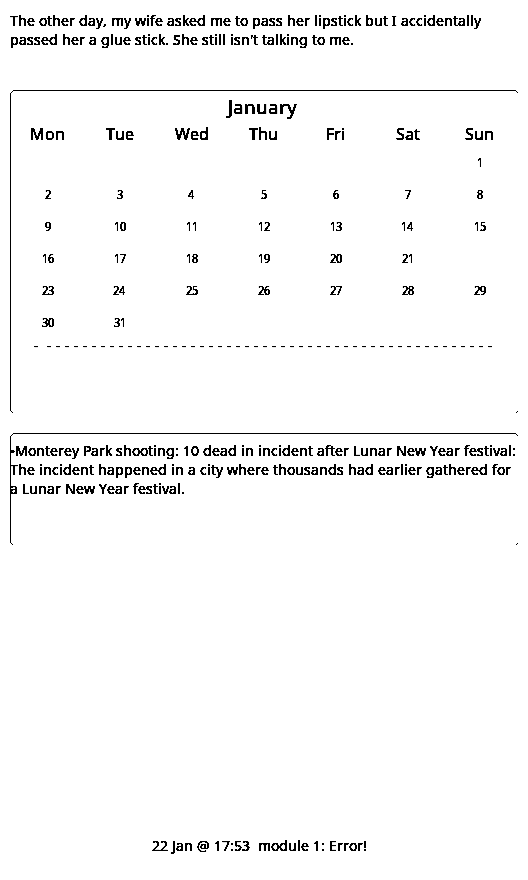 The other day, my wife asked me to pass her lipstick but I accidentally
passed her a glue stick. She still isn't talking to me.
January
Mon Tue Wed Thu Fri Sat Sun
1
2 3 4 5 6 7 8
9 10 11 12 13 14 15
16 17 18 19 20 21
23 24 25 26 27 28 29
30 31
•Monterey Park shooting: 10 dead in incident after Lunar New Year festival:
The incident happened in a city where thousands had earlier gathered for
a Lunar New Year festival.
22 Jan @ 17:53 module 1: Error!